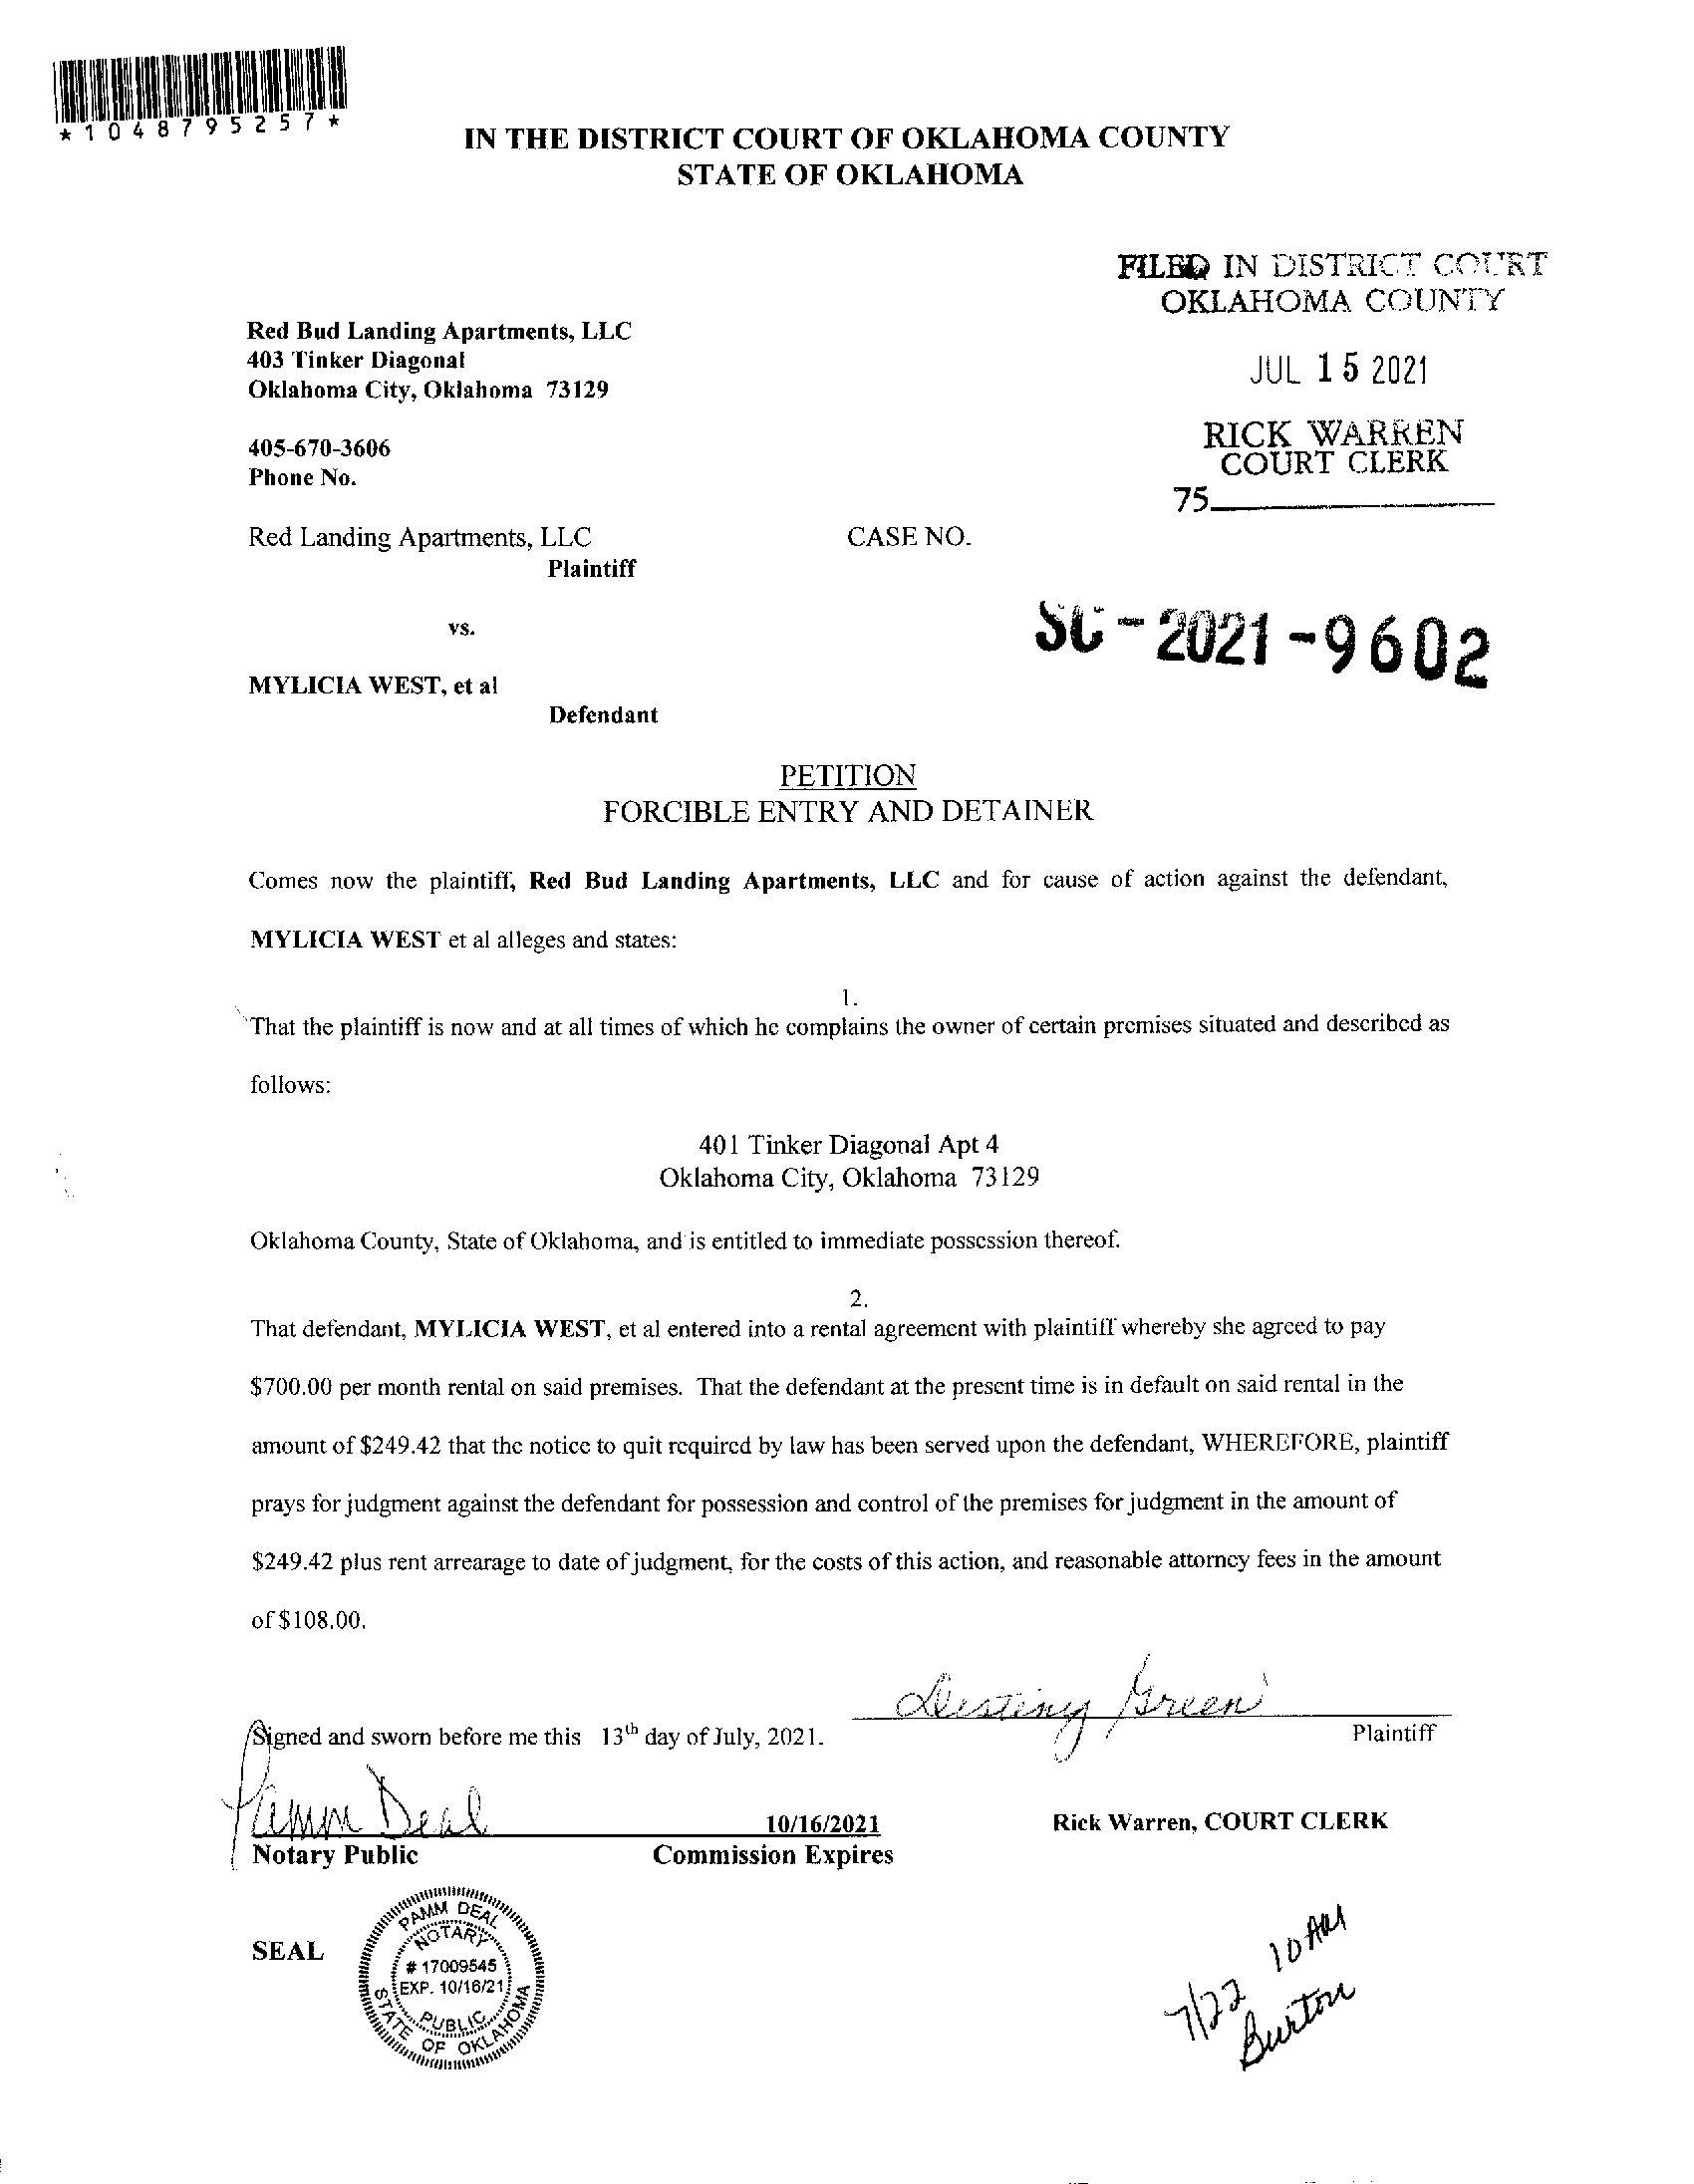 *1048795257*
IN THE DISTRICT COURT OF OKLAHOMA COUNTY
STATE OF OKLAHOMA
FILED IN DISTRICT COURT
OKLAHOMA COUNTY
JUL 15 2021
RICK WARREN
COURT CLERK
75
Red Bud Landing Apartments, LLC
403 Tinker Diagonal
Oklahoma City, Oklahoma 73129
405-670-3606
Phone No.
Red Landing Apartments, LLC
Plaintiff
CASE NO.
SC-2021-9602
vs.
MYLICIA WEST, et al
Defendant
PETITION
FORCIBLE ENTRY AND DETAINER
Comes now the plaintiff, Red Bud Landing Apartments, LLC and for cause of action against the defendant,
MYLICIA WEST et al alleges and states:
1.
That the plaintiff is now and at all times of which he complains the owner of certain premises situated and described as
follows:
401 Tinker Diagonal Apt 4
Oklahoma City, Oklahoma 73129
Oklahoma County, State of Oklahoma, and is entitled to immediate possession thereof.
2.
That defendant, MYLICIA WEST, et al entered into a rental agreement with plaintiff whereby she agreed to pay
$700.00 per month rental on said premises. That the defendant at the present time is in default on said rental in the
amount of $249.42 that the notice to quit required by law has been served upon the defendant, WHEREFORE, plaintiff
prays for judgment against the defendant for possession and control of the premises for judgment in the amount of
$249.42 plus rent arrearage to date of judgment, for the costs of this action, and reasonable attorney fees in the amount
of $108.00.
Destiny Green
Plaintiff
Signed and sworn before me this 13th day of July, 2021.
Pamm Deal
Notary Public
10/16/2021
Commission Expires
Rick Warren, COURT CLERK
SEAL
PAMM DEAL
NOTARY
# 17009545
EXP. 10/16/21
PUBLIC
STATE OF OKLAHOMA
7/22 10 AM
Burton